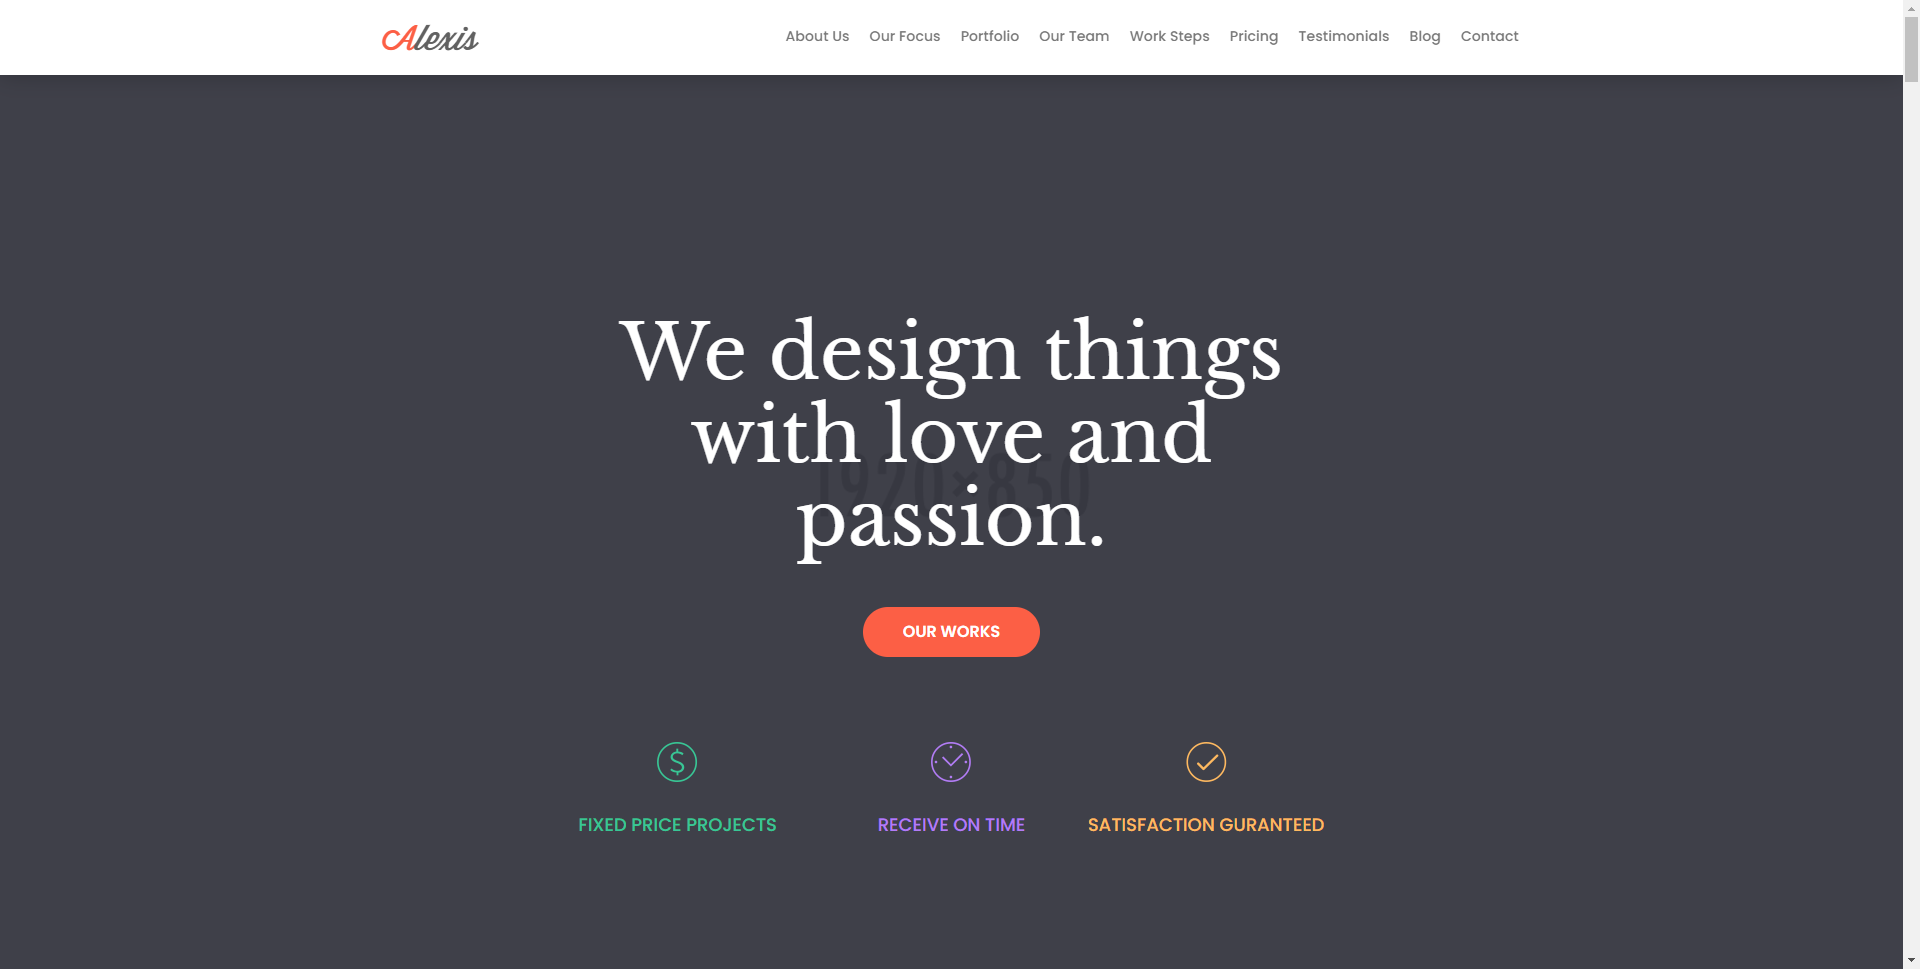 Alexis
About Us Our Focus Portfolio Our Team Work Steps Pricing Testimonials Blog Contact
We design things
with love and
1920×850
passion.
OUR WORKS
FIXED PRICE PROJECTS RECEIVE ON TIME SATISFACTION GURANTEED